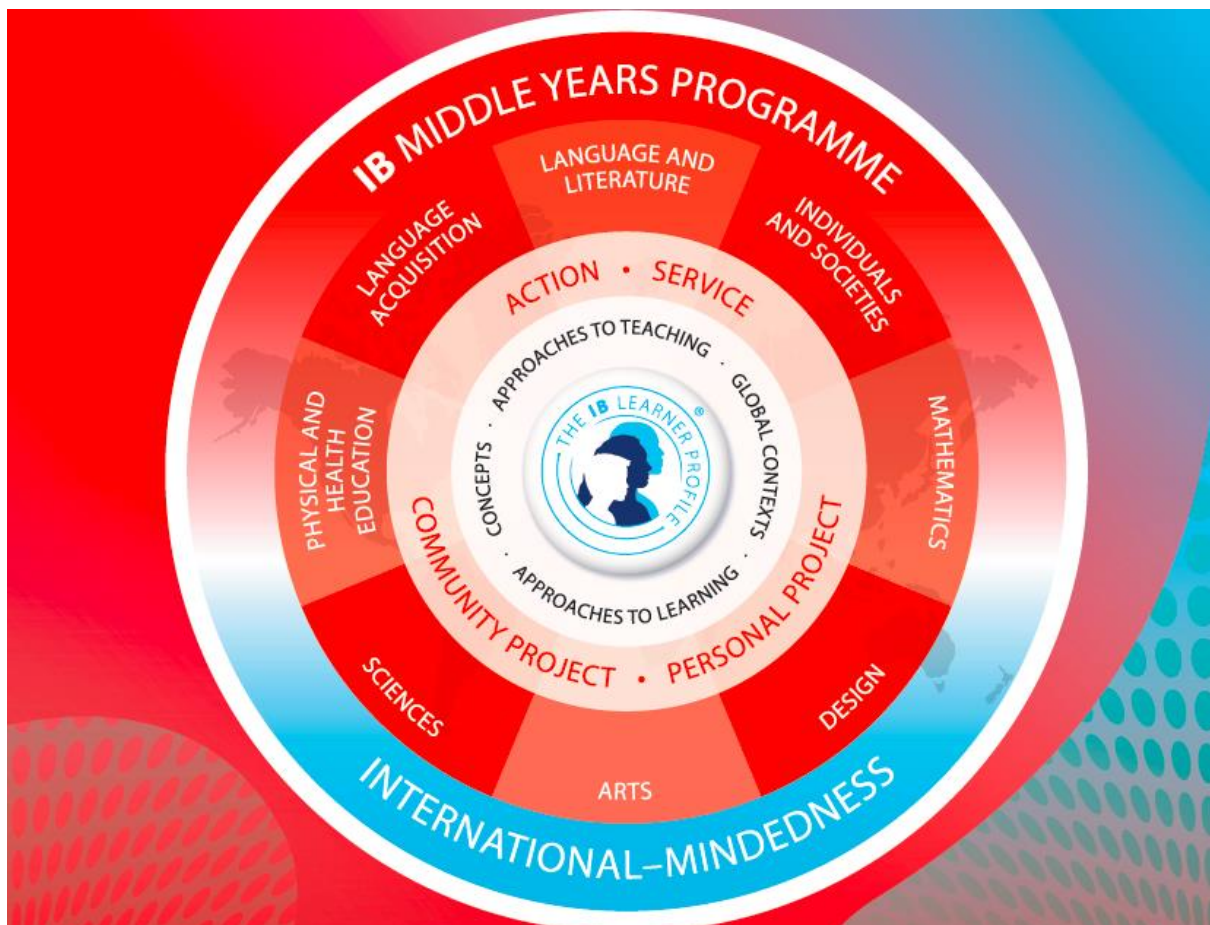 IB MIDDLE YEARS PROGRAMME
LANGUAGE AND
LITERATURE
INDIVIDUALS
AND SOCIETIES
MATHEMATICS
DESIGN
ARTS
SCIENCES
PHYSICAL AND
HEALTH
EDUCATION
LANGUAGE
ACQUISITION
ACTION • SERVICE
PERSONAL PROJECT • COMMUNITY PROJECT
APPROACHES TO TEACHING · GLOBAL CONTEXTS · APPROACHES TO LEARNING · CONCEPTS ·
THE IB LEARNER PROFILE®
INTERNATIONAL–MINDEDNESS